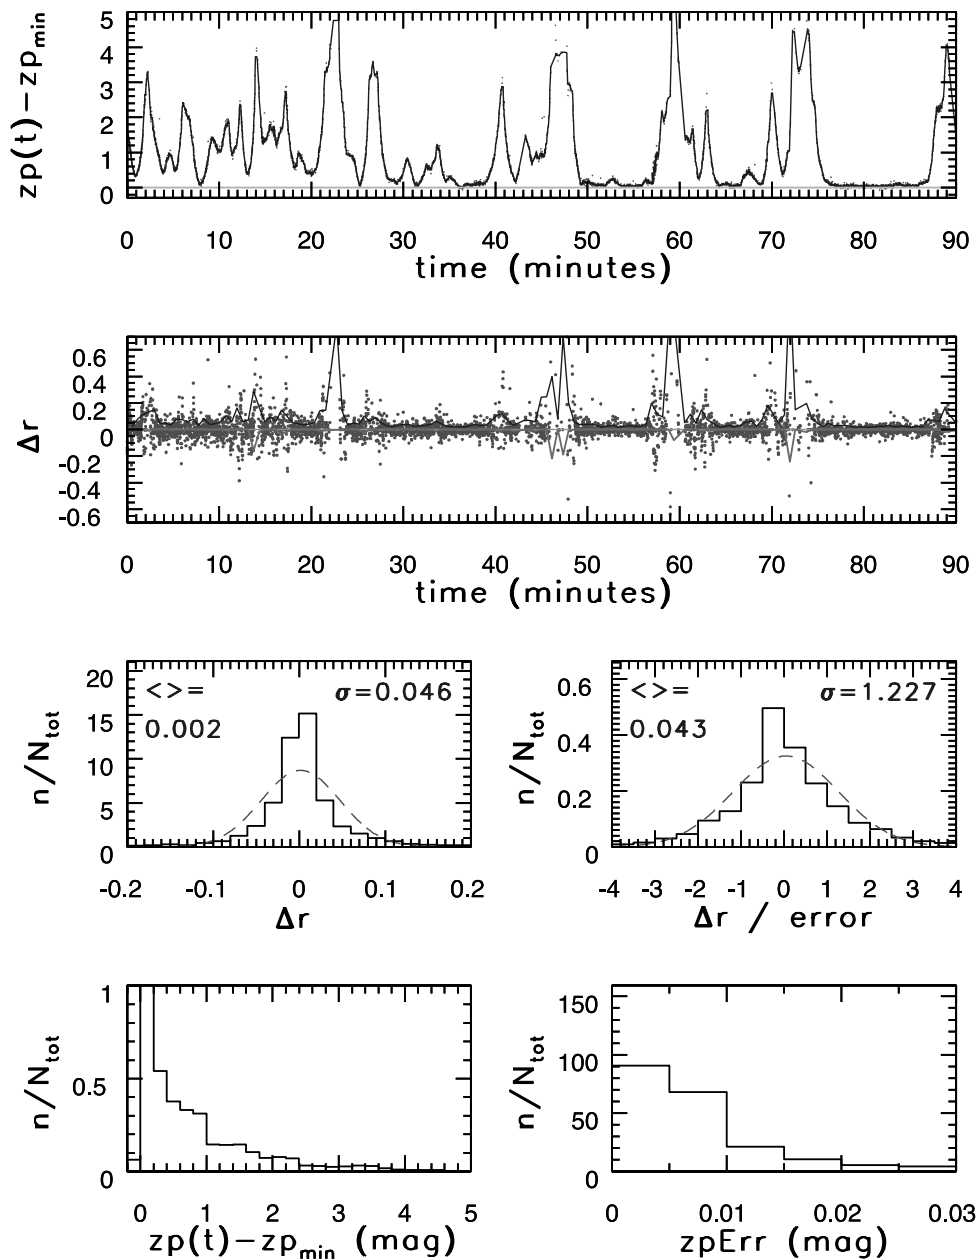 zp(t)−zp_min
5
4
3
2
1
0
0 10 20 30 40 50 60 70 80 90
time (minutes)
Δr
0.6
0.4
0.2
0
-0.2
-0.4
-0.6
0 10 20 30 40 50 60 70 80 90
time (minutes)
n/N_tot
20
15
10
5
0
<>=
0.002
σ=0.046
-0.2 -0.1 0 0.1 0.2
Δr
n/N_tot
0.6
0.4
0.2
0
<>=
0.043
σ=1.227
-4 -3 -2 -1 0 1 2 3 4
Δr / error
n/N_tot
1
0.5
0
0 1 2 3 4 5
zp(t)−zp_min (mag)
n/N_tot
150
100
50
0
0 0.01 0.02 0.03
zpErr (mag)